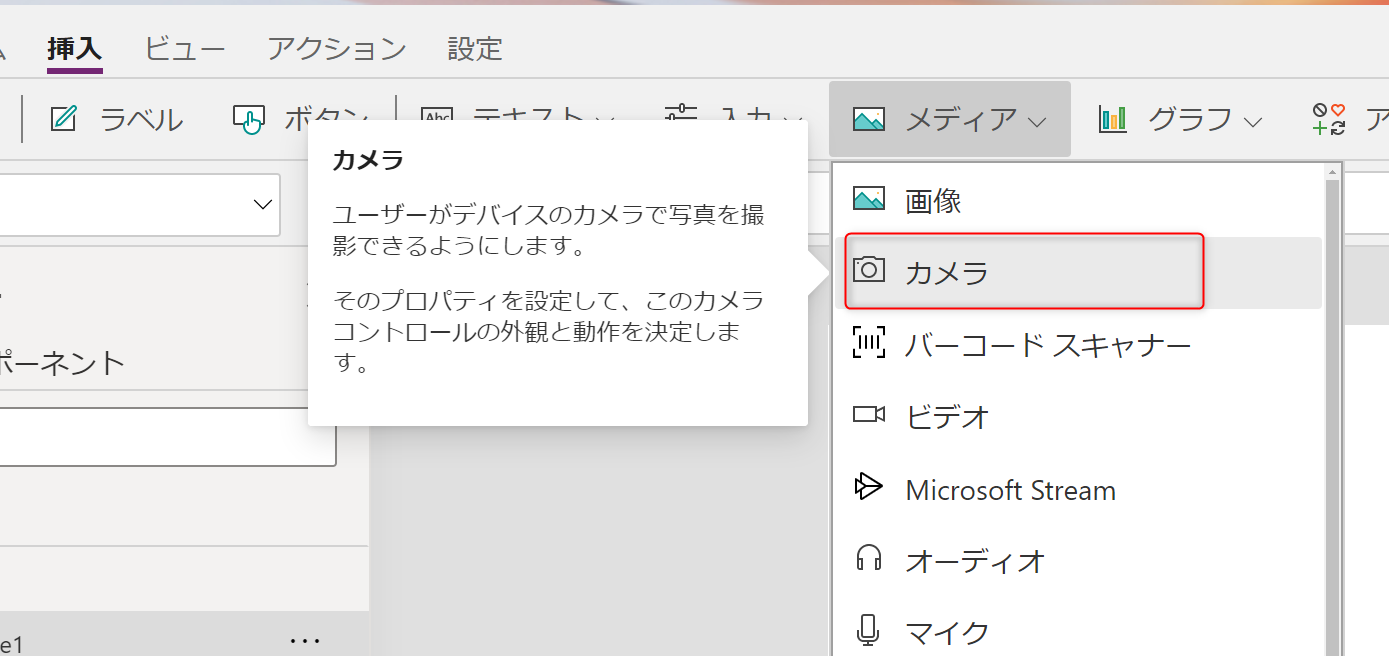 挿入 ビュー アクション 設定
ラベル ボタン テキスト 入力 メディア グラフ
カメラ
ユーザーがデバイスのカメラで写真を撮
影できるようにします。
そのプロパティを設定して、このカメラ
コントロールの外観と動作を決定しま
す。
ポーネント
e1
画像
カメラ
バーコード スキャナー
ビデオ
Microsoft Stream
オーディオ
マイク